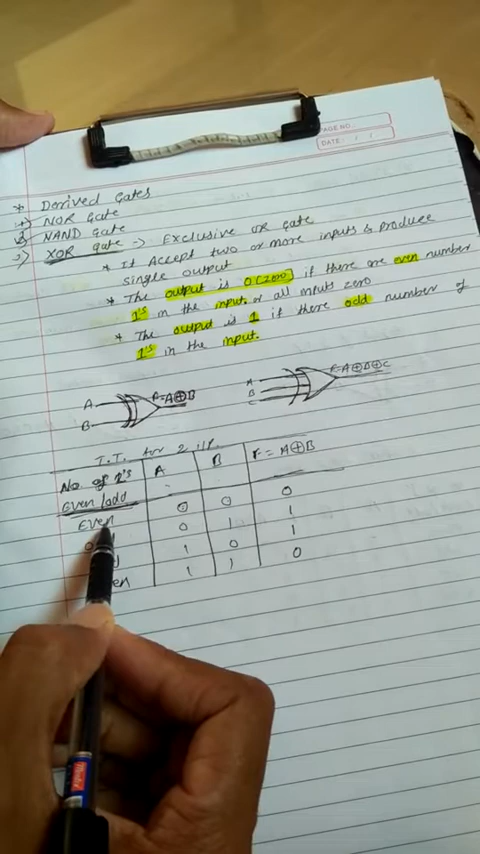 PAGE NO.
DATE: / /
* Derived Gates
1) NOR Gate
2) NAND Gate
3) XOR gate -> Exclusive OR gate
* It Accept two or more inputs & produce
single output
* The output is 0 (zero) if there are even number
1's in the input or all inputs zero
* The output is 1 if there odd number of
1's in the input.
A B F=A⊕B
A B C F=A⊕B⊕C
T.T. for 2 i/p.
No. of 1's A B F = A⊕B
Even/odd
Even 0 0 0
0 1 1
1 0 1
en 1 1 0